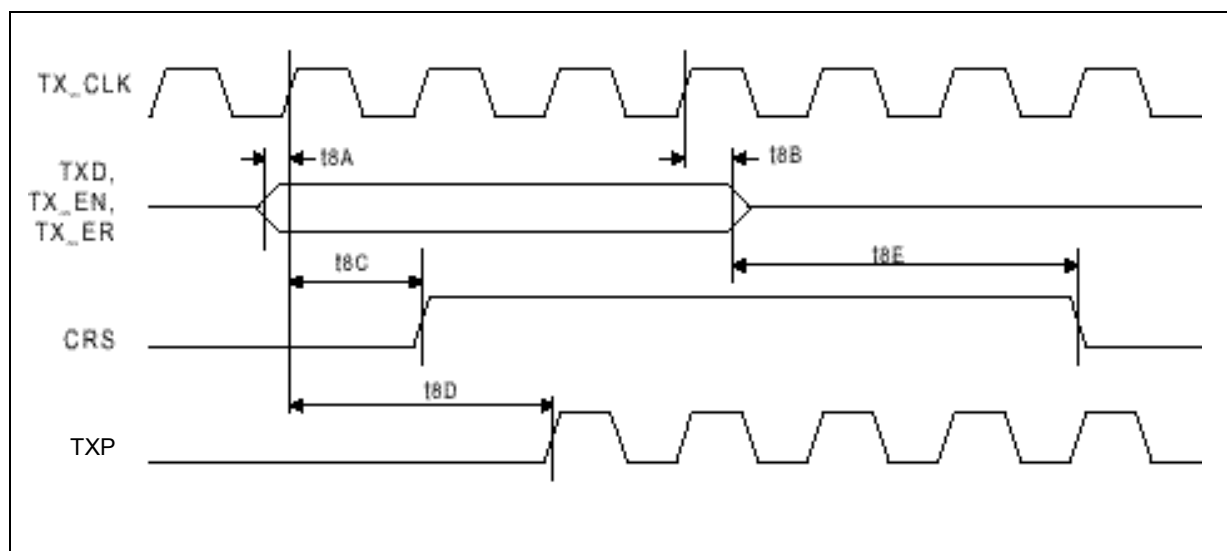 TX_CLK
t8A
t8B
TXD,
TX_EN,
TX_ER
t8C
t8E
CRS
t8D
TXP